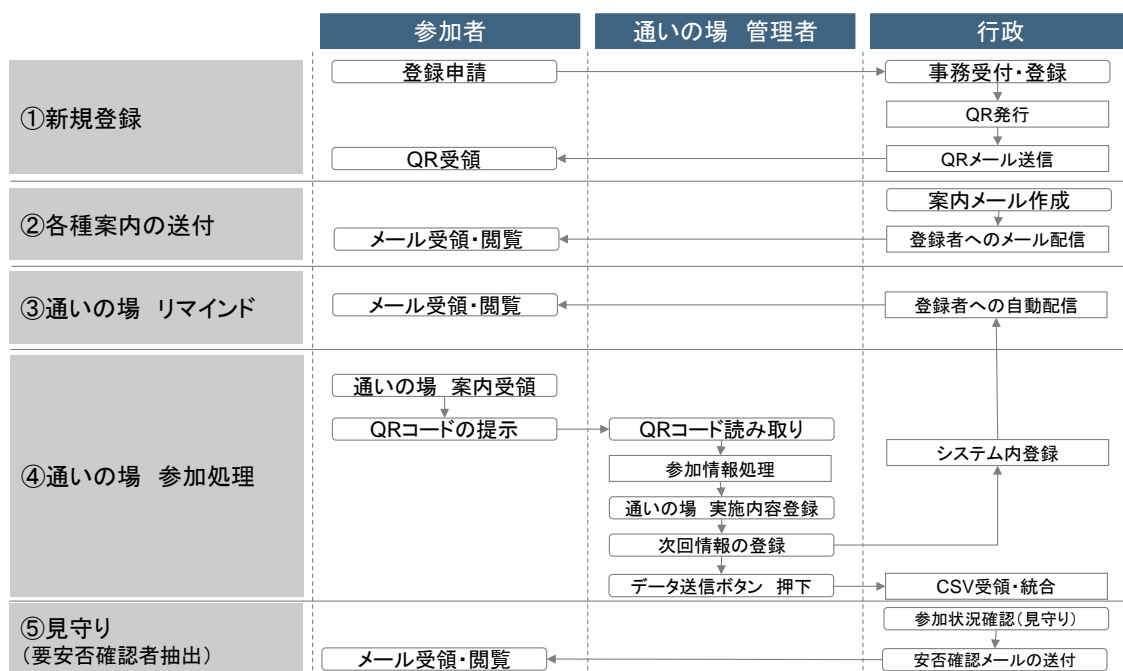 参加者
通いの場　管理者
行政
①新規登録
登録申請
事務受付・登録
QR発行
QR受領
QRメール送信
②各種案内の送付
案内メール作成
メール受領・閲覧
登録者へのメール配信
③通いの場　リマインド
メール受領・閲覧
登録者への自動配信
④通いの場　参加処理
通いの場　案内受領
QRコードの提示
QRコード読み取り
システム内登録
参加情報処理
通いの場　実施内容登録
次回情報の登録
データ送信ボタン　押下
CSV受領・統合
⑤見守り
（要安否確認者抽出）
参加状況確認（見守り）
メール受領・閲覧
安否確認メールの送付